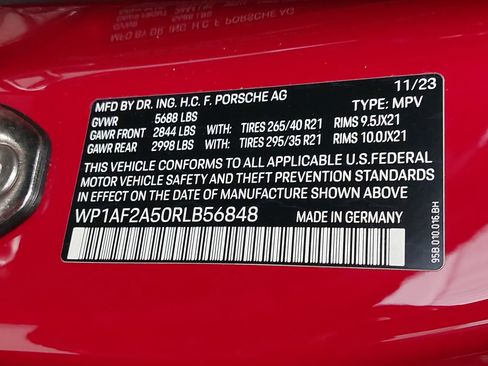 MFD BY DR. ING. H.C. F. PORSCHE AG 11/23
GVWR 5688 LBS TYPE: MPV
GAWR FRONT 2844 LBS WITH: TIRES 265/40 R21 RIMS 9.5JX21
GAWR REAR 2998 LBS WITH: TIRES 295/35 R21 RIMS 10.0JX21
THIS VEHICLE CONFORMS TO ALL APPLICABLE U.S.FEDERAL
MOTOR VEHICLE SAFETY AND THEFT PREVENTION STANDARDS
IN EFFECT ON THE DATE OF MANUFACTURE SHOWN ABOVE
WP1AF2A50RLB56848 MADE IN GERMANY
95B.010.016.BH